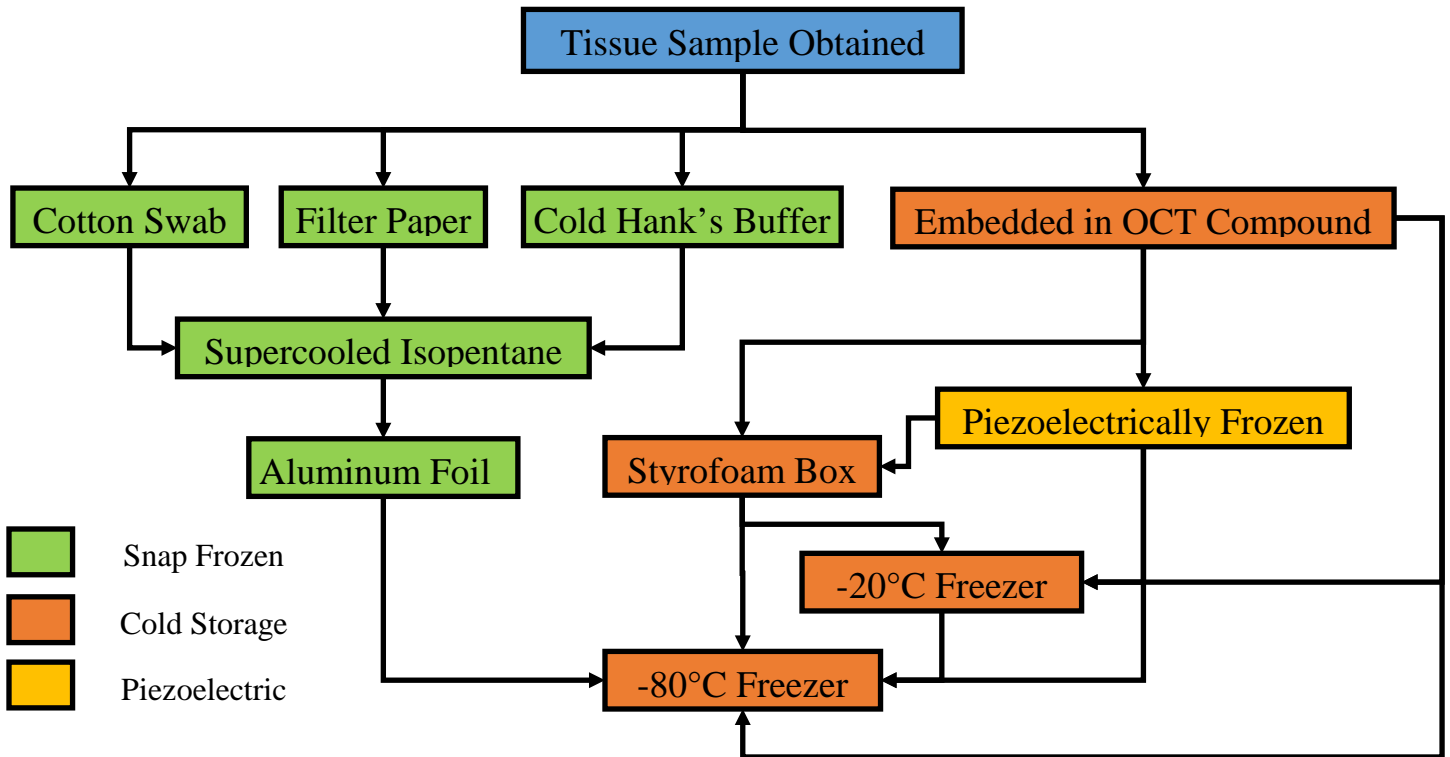 Tissue Sample Obtained
Cotton Swab
Filter Paper
Cold Hank's Buffer
Embedded in OCT Compound
Supercooled Isopentane
Piezoelectrically Frozen
Aluminum Foil
Styrofoam Box
Snap Frozen
-20°C Freezer
Cold Storage
-80°C Freezer
Piezoelectric